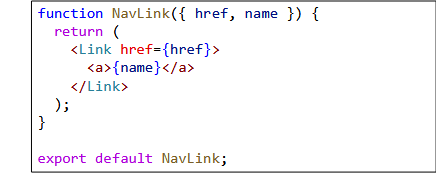 function NavLink({ href, name }) {
  return (
    <Link href={href}>
      <a>{name}</a>
    </Link>
  );
}

export default NavLink;